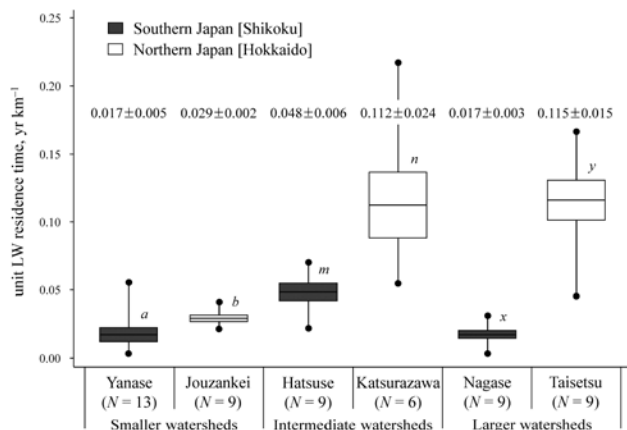 Southern Japan [Shikoku]
Northern Japan [Hokkaido]
unit LW residence time, yr km⁻¹
0.25
0.20
0.15
0.10
0.05
0.00
0.017±0.005 0.029±0.002 0.048±0.006 0.112±0.024 0.017±0.003 0.115±0.015
a b m n x y
Yanase Jouzankei Hatsuse Katsurazawa Nagase Taisetsu
(N = 13) (N = 9) (N = 9) (N = 6) (N = 9) (N = 9)
Smaller watersheds Intermediate watersheds Larger watersheds